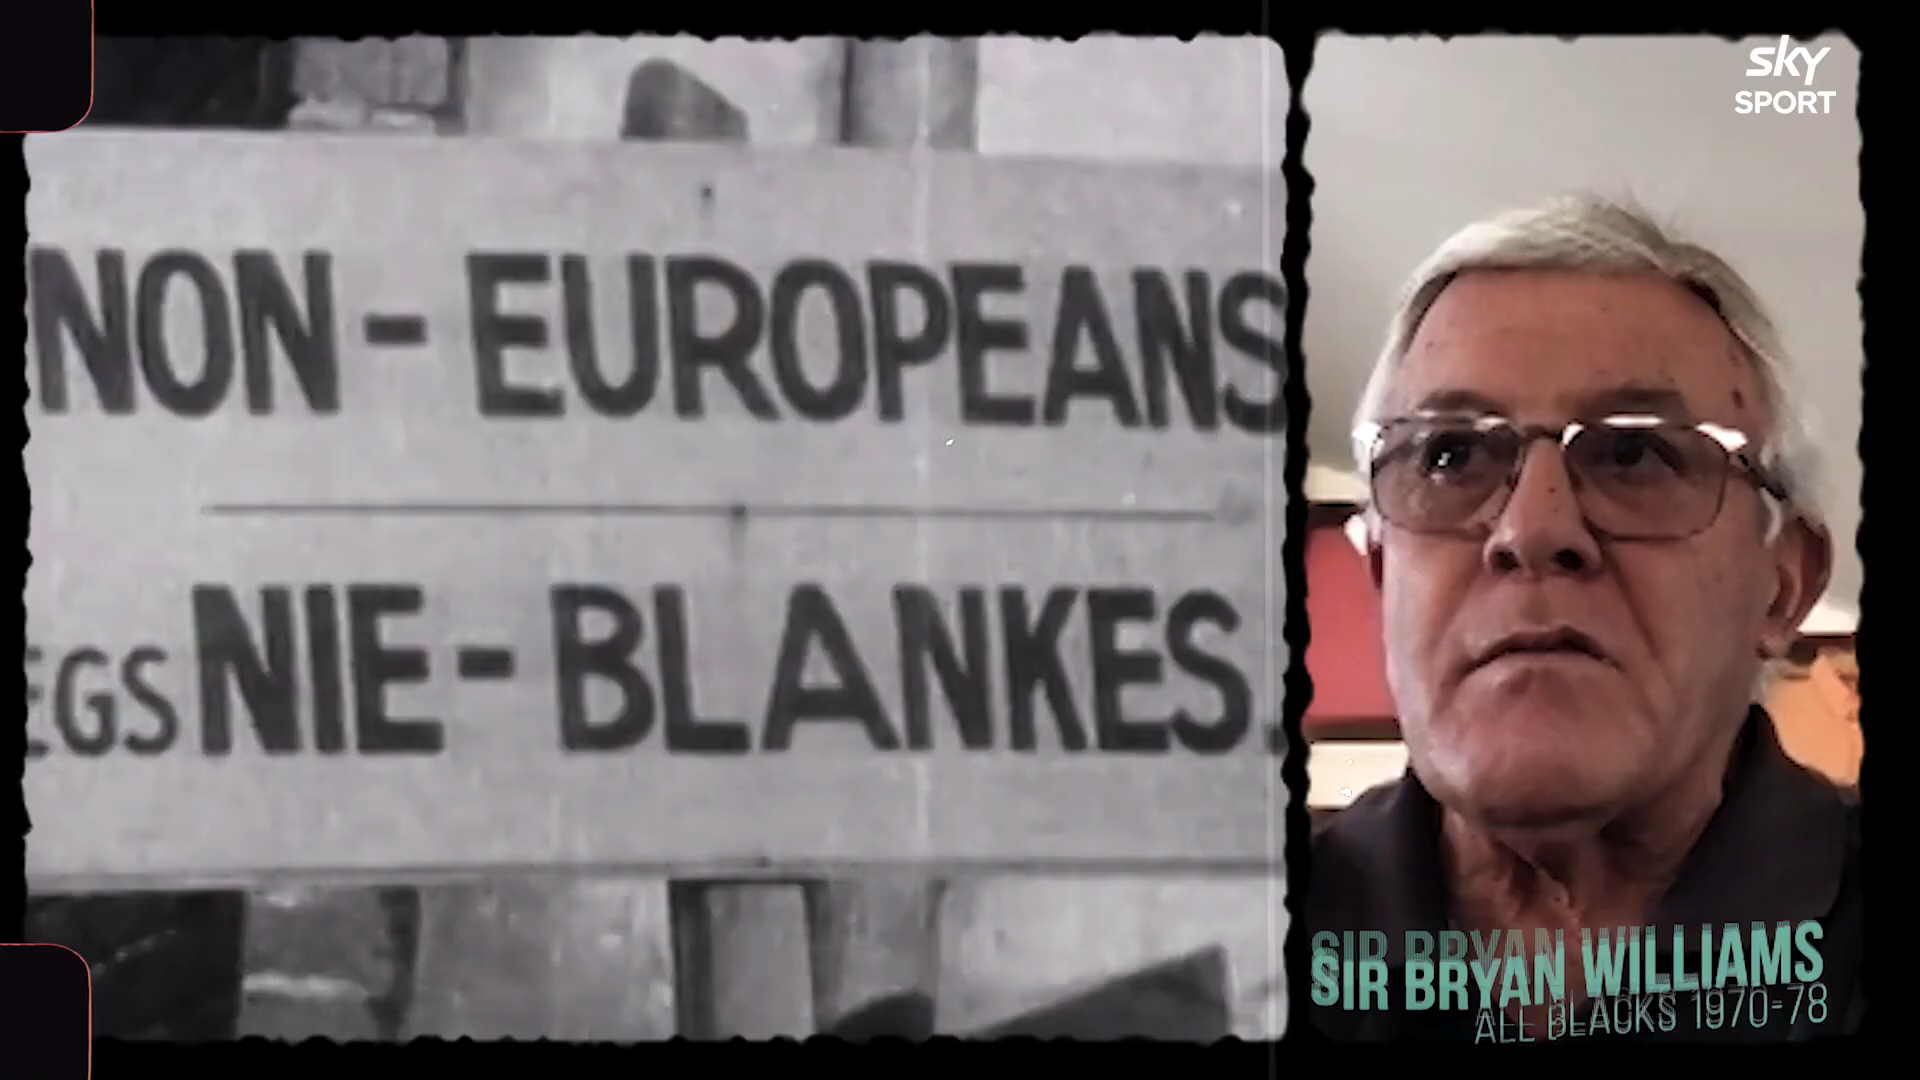 NON-EUROPEANS
EGS NIE-BLANKES.
sky
SPORT
SIR BRYAN WILLIAMS
ALL BLACKS 1970-78